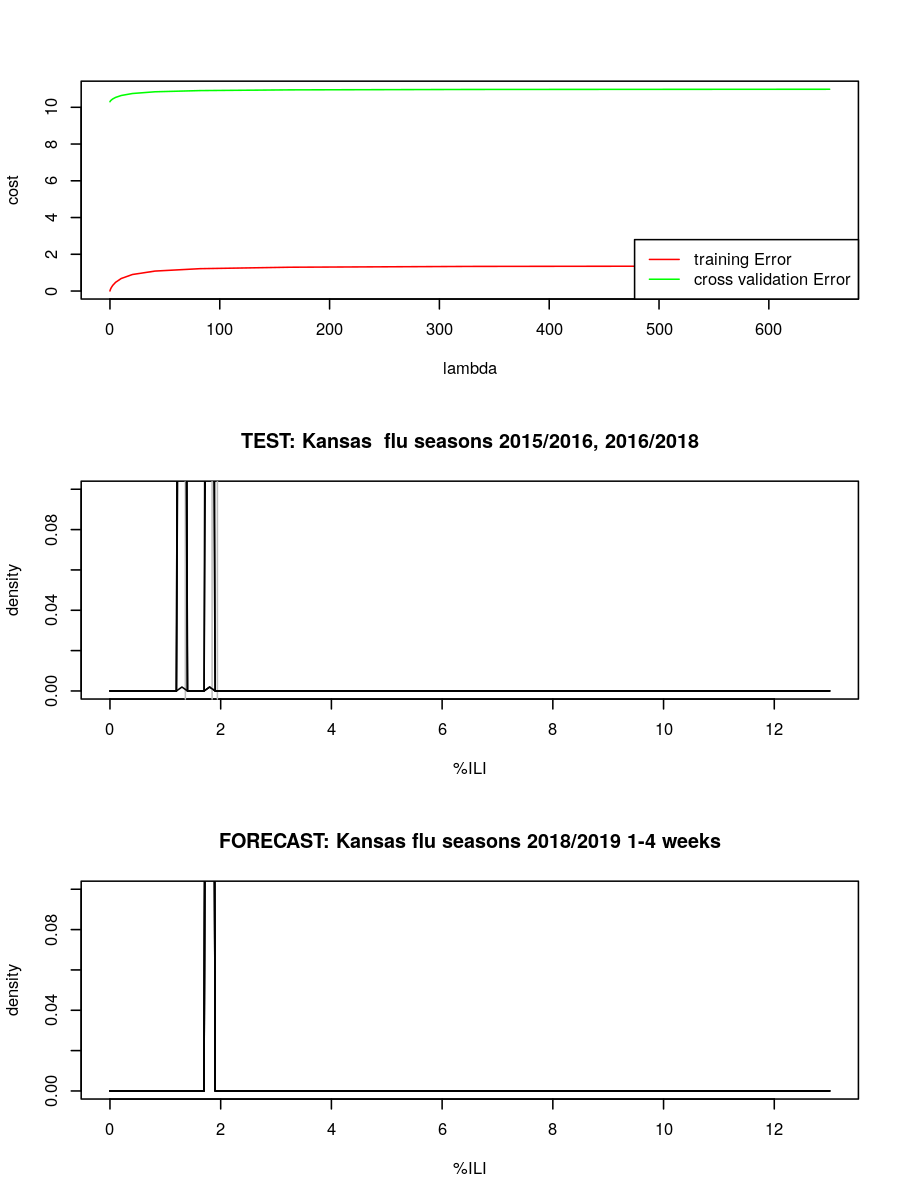 cost
0
2
4
6
8
10
training Error
cross validation Error
0 100 200 300 400 500 600
lambda
TEST: Kansas  flu seasons 2015/2016, 2016/2018
density
0.00
0.04
0.08
0 2 4 6 8 10 12
%ILI
FORECAST: Kansas flu seasons 2018/2019 1-4 weeks
density
0.00
0.04
0.08
0 2 4 6 8 10 12
%ILI